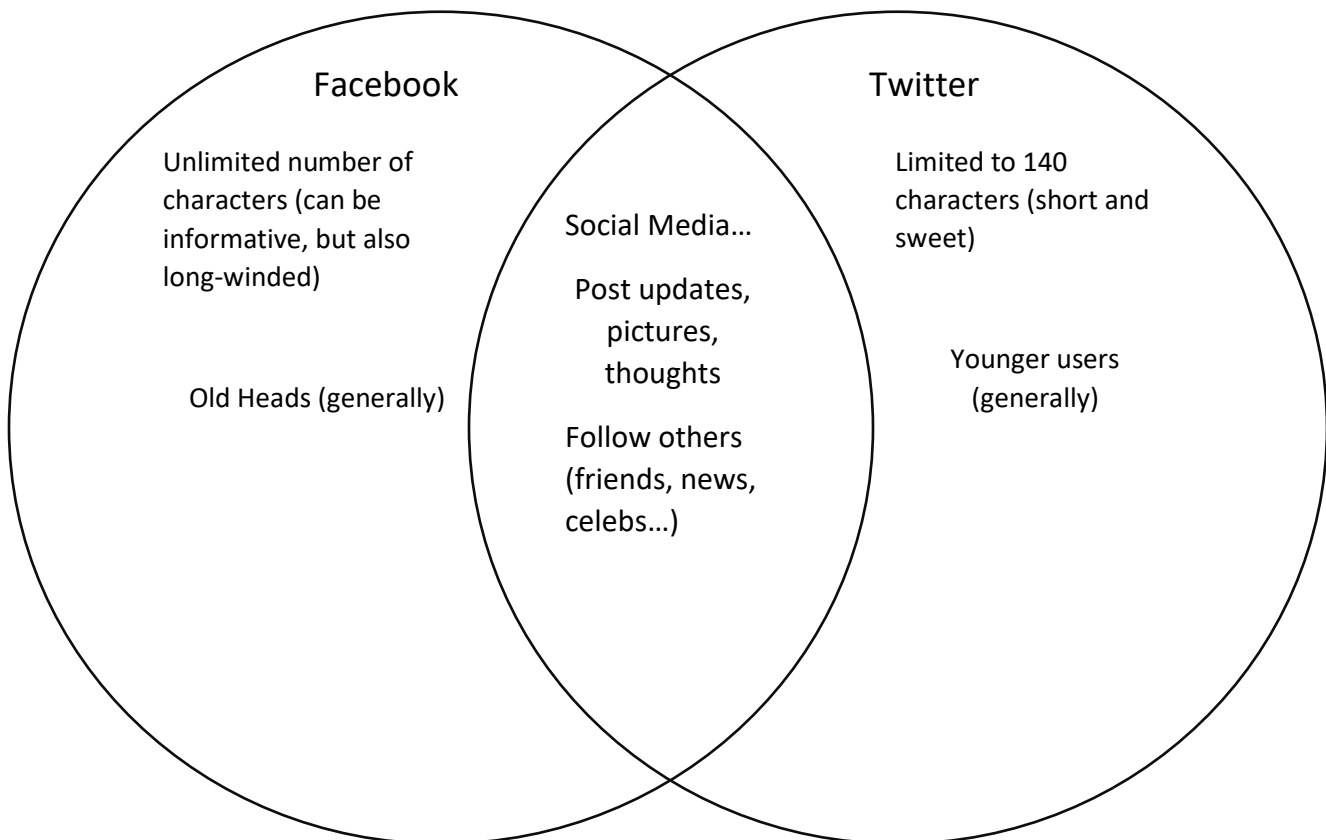 Facebook
Unlimited number of
characters (can be
informative, but also
long-winded)
Old Heads (generally)
Social Media…
Post updates,
pictures,
thoughts
Follow others
(friends, news,
celebs…)
Twitter
Limited to 140
characters (short and
sweet)
Younger users
(generally)